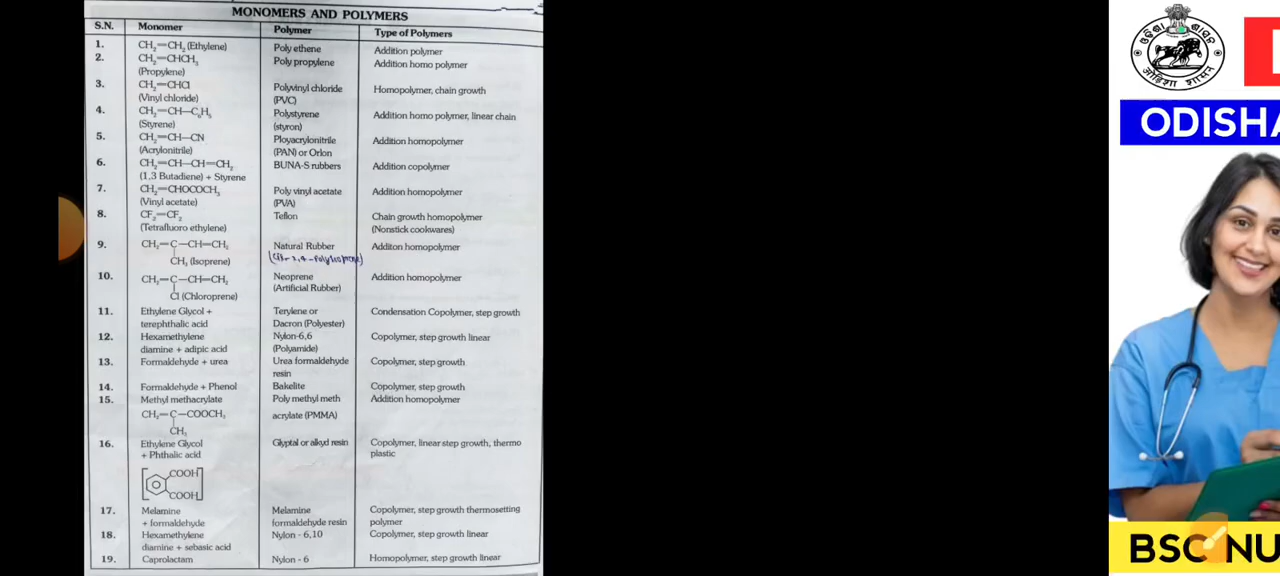 MONOMERS AND POLYMERS
S.N. Monomer Polymer Type of Polymers
1. CH₂=CH₂ (Ethylene) Poly ethene Addition polymer
2. CH₂=CHCH₃ Poly propylene Addition homo polymer
(Propylene)
3. CH₂=CHCl Polyvinyl chloride Homopolymer, chain growth
(Vinyl chloride) (PVC)
4. CH₂=CH—C₆H₅ Polystyrene Addition homo polymer, linear chain
(Styrene) (styron)
5. CH₂=CH—CN Ployacrylonitrile Addition homopolymer
(Acrylonitrile) (PAN) or Orlon
6. CH₂=CH—CH=CH₂ BUNA-S rubbers Addition copolymer
(1,3 Butadiene) + Styrene
7. CH₂=CHOCOCH₃ Poly vinyl acetate Addition homopolymer
(Vinyl acetate) (PVA)
8. CF₂=CF₂ Teflon Chain growth homopolymer
(Tetrafluoro ethylene) (Nonstick cookwares)
9. CH₂=C—CH=CH₂ Natural Rubber Additon homopolymer
CH₃ (Isoprene)
10. CH₂=C—CH=CH₂ Neoprene Addition homopolymer
Cl (Chloroprene) (Artificial Rubber)
11. Ethylene Glycol + Terylene or Condensation Copolymer, step growth
terephthalic acid Dacron (Polyester)
12. Hexamethylene Nylon-6,6 Copolymer, step growth linear
diamine + adipic acid (Polyamide)
13. Formaldehyde + urea Urea formaldehyde Copolymer, step growth
resin
14. Formaldehyde + Phenol Bakelite Copolymer, step growth
15. Methyl methacrylate Poly methyl meth Addition homopolymer
CH₂=C—COOCH₃ acrylate (PMMA)
CH₃
16. Ethylene Glycol Glyptal or alkyd resin Copolymer, linear step growth, thermo
+ Phthalic acid plastic
COOH
COOH
17. Melamine Melamine Copolymer, step growth thermosetting
+ formaldehyde formaldehyde resin polymer
18. Hexamethylene Nylon - 6,10 Copolymer, step growth linear
diamine + sebasic acid
19. Caprolactam Nylon - 6 Homopolymer, step growth linear
ଓଡ଼ିଶା ଶାସନ
ओड़िशा शासन
ODISHA
BSC NU